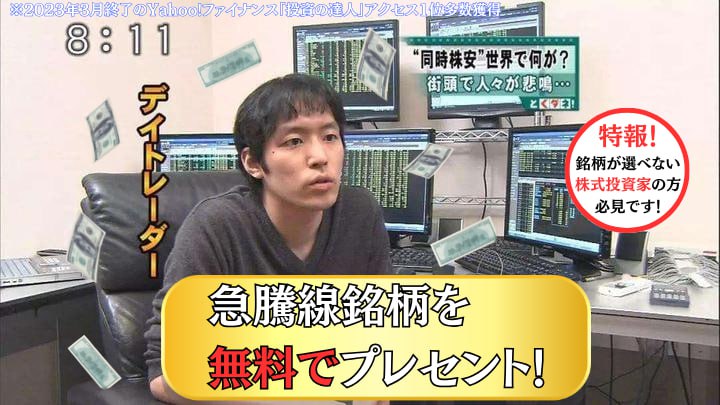 ※2023年3月終了のYahoo!ファイナンス「投資の達人」アクセス1位多数獲得
8:11
“同時株安”世界で何が?
街頭で人々が悲鳴…
とくダネ!
デイトレーダー
特報!
銘柄が選べない
株式投資家の方
必見です!
急騰線銘柄を
無料でプレセント!